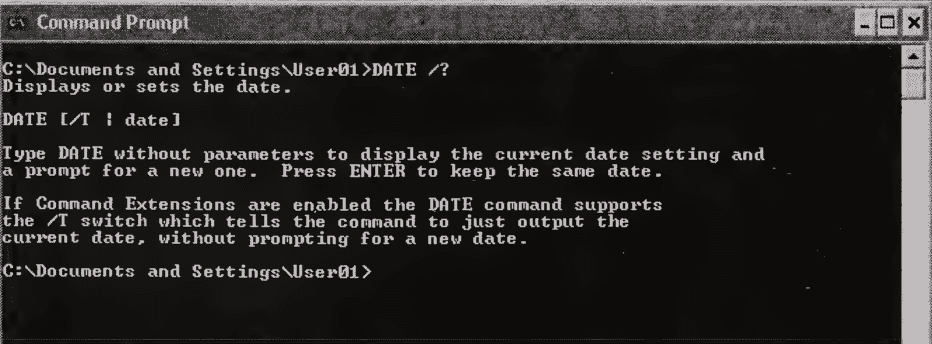 Command Prompt
C:\Documents and Settings\User01>DATE /?
Displays or sets the date.
DATE [/T ¦ date]
Type DATE without parameters to display the current date setting and
a prompt for a new one.  Press ENTER to keep the same date.
If Command Extensions are enabled the DATE command supports
the /T switch which tells the command to just output the
current date, without prompting for a new date.
C:\Documents and Settings\User01>